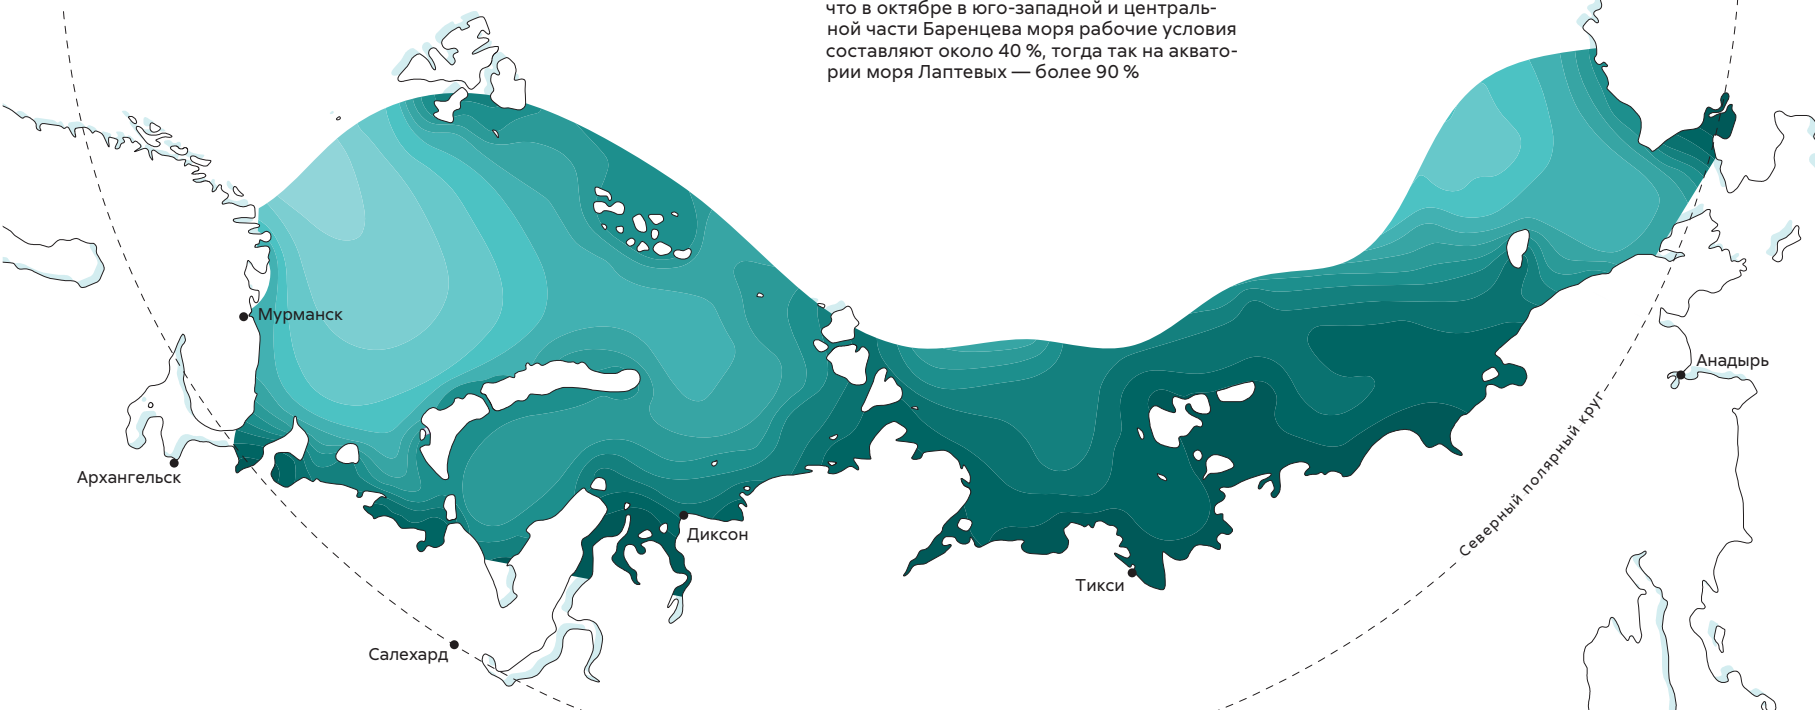 что в октябре в юго-западной и централь-
ной части Баренцева моря рабочие условия
составляют около 40 %, тогда так на аквато-
рии моря Лаптевых — более 90 %
Мурманск
Анадырь
Северный полярный круг
Архангельск
Диксон
Тикси
Салехард